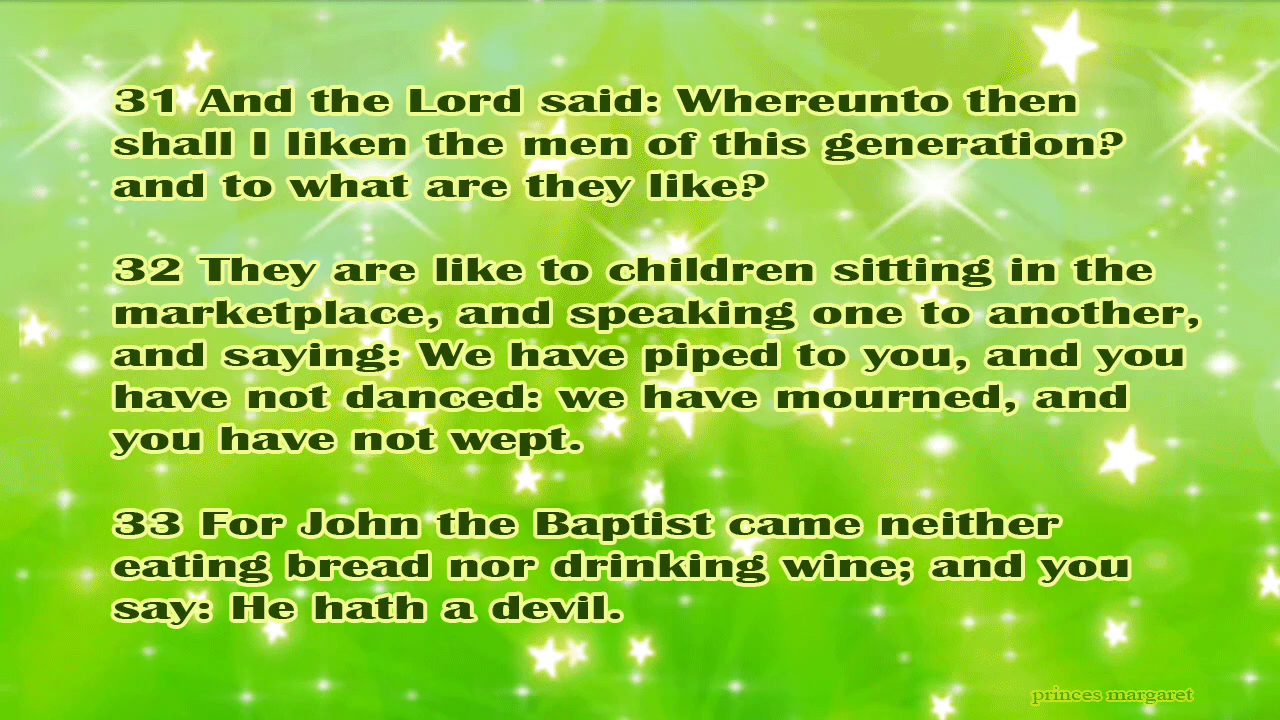 31 And the Lord said: Whereunto then
shall I liken the men of this generation?
and to what are they like?
32 They are like to children sitting in the
marketplace, and speaking one to another,
and saying: We have piped to you, and you
have not danced: we have mourned, and
you have not wept.
33 For John the Baptist came neither
eating bread nor drinking wine; and you
say: He hath a devil.
princes margaret